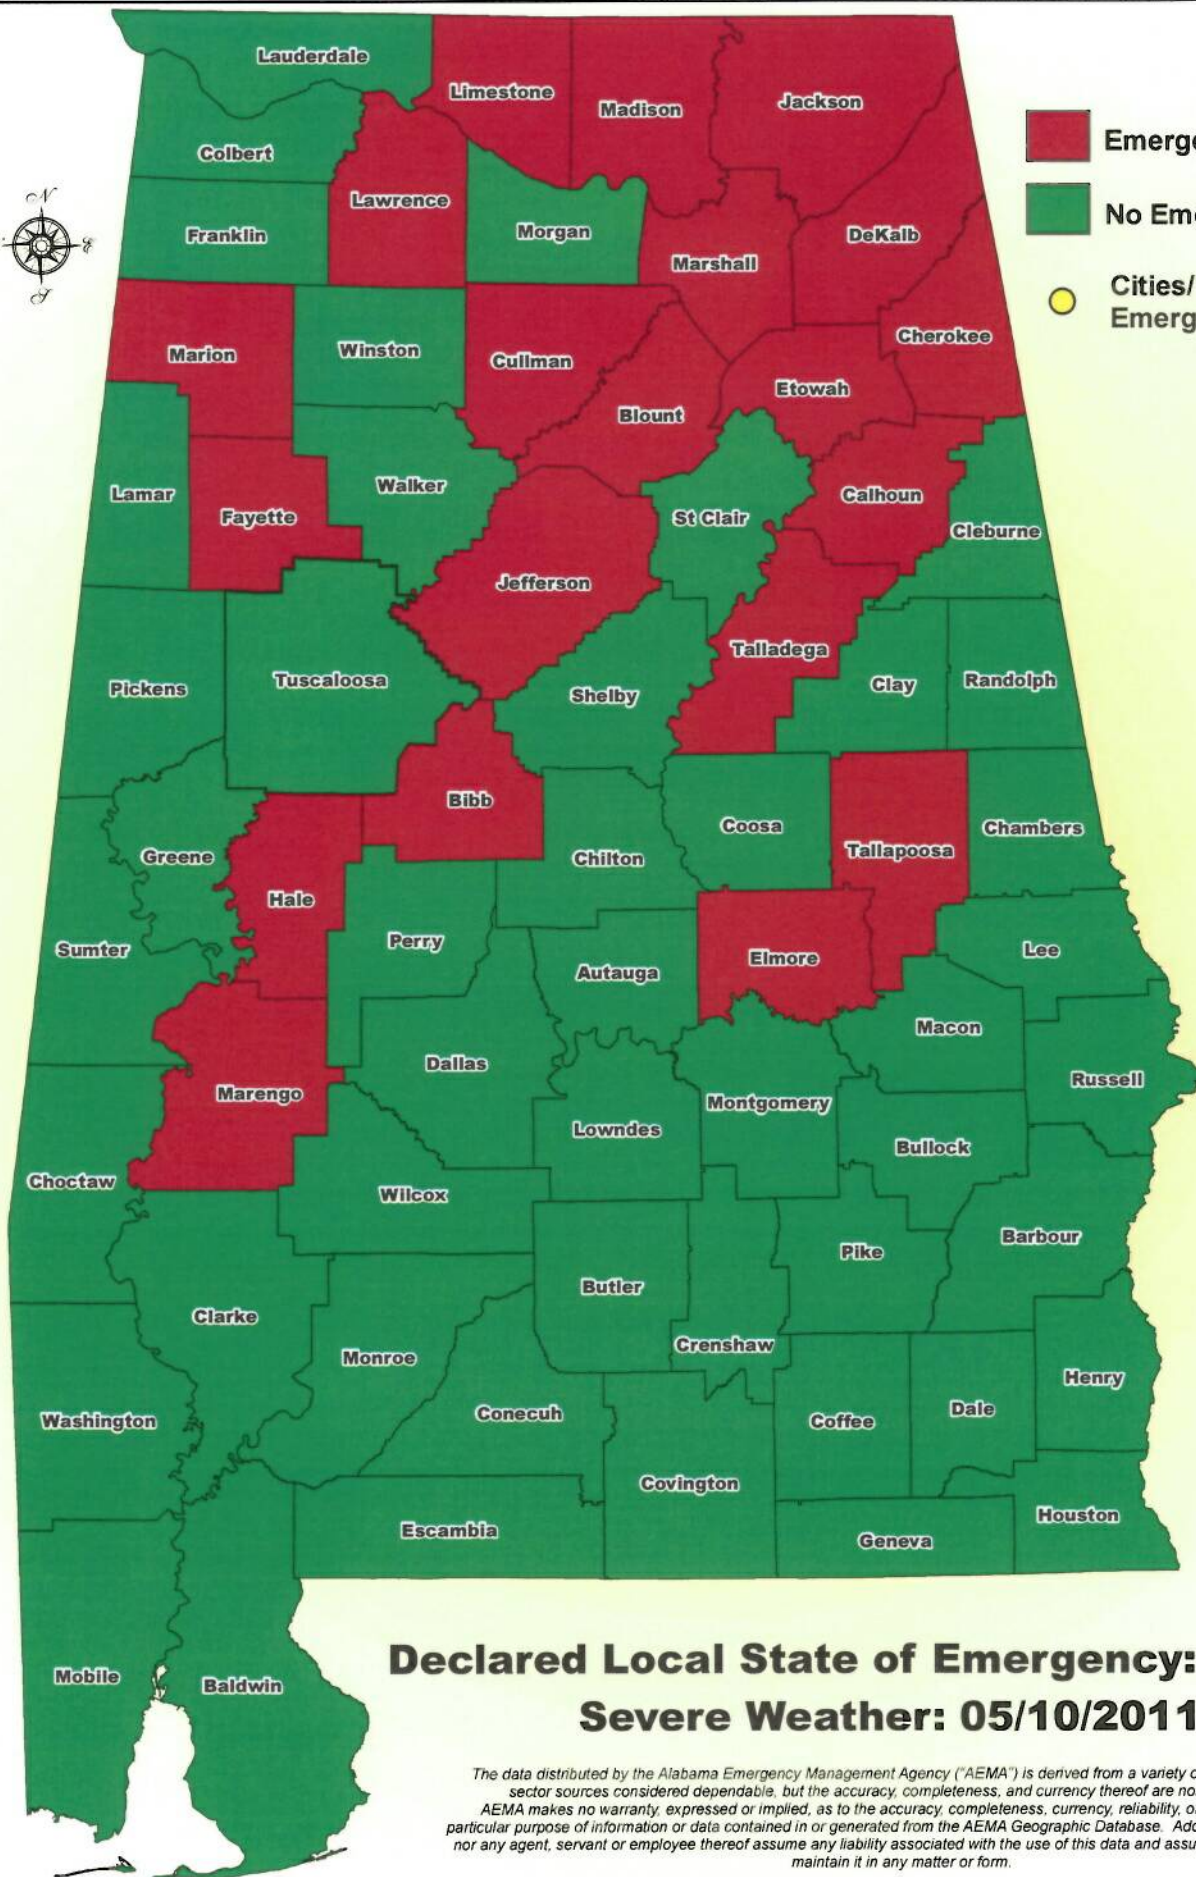 Lauderdale
Limestone
Madison
Jackson
Emerge
Colbert
Lawrence
No Eme
N
E
S
Franklin
Morgan
DeKalb
Marshall
Cities/
Emerg
Marion
Winston
Cullman
Cherokee
Etowah
Blount
Lamar
Walker
Calhoun
Fayette
St Clair
Cleburne
Jefferson
Talladega
Pickens
Tuscaloosa
Shelby
Clay
Randolph
Bibb
Coosa
Chambers
Greene
Chilton
Tallapoosa
Hale
Sumter
Perry
Autauga
Elmore
Lee
Macon
Dallas
Marengo
Russell
Montgomery
Lowndes
Bullock
Choctaw
Wilcox
Barbour
Pike
Butler
Clarke
Monroe
Crenshaw
Henry
Washington
Conecuh
Coffee
Dale
Covington
Escambia
Geneva
Houston
Mobile
Baldwin
Declared Local State of Emergency:
Severe Weather: 05/10/2011
The data distributed by the Alabama Emergency Management Agency ("AEMA") is derived from a variety o
sector sources considered dependable, but the accuracy, completeness, and currency thereof are no
AEMA makes no warranty, expressed or implied, as to the accuracy, completeness, currency, reliability, o
particular purpose of information or data contained in or generated from the AEMA Geographic Database. Add
nor any agent, servant or employee thereof assume any liability associated with the use of this data and assu
maintain it in any matter or form.